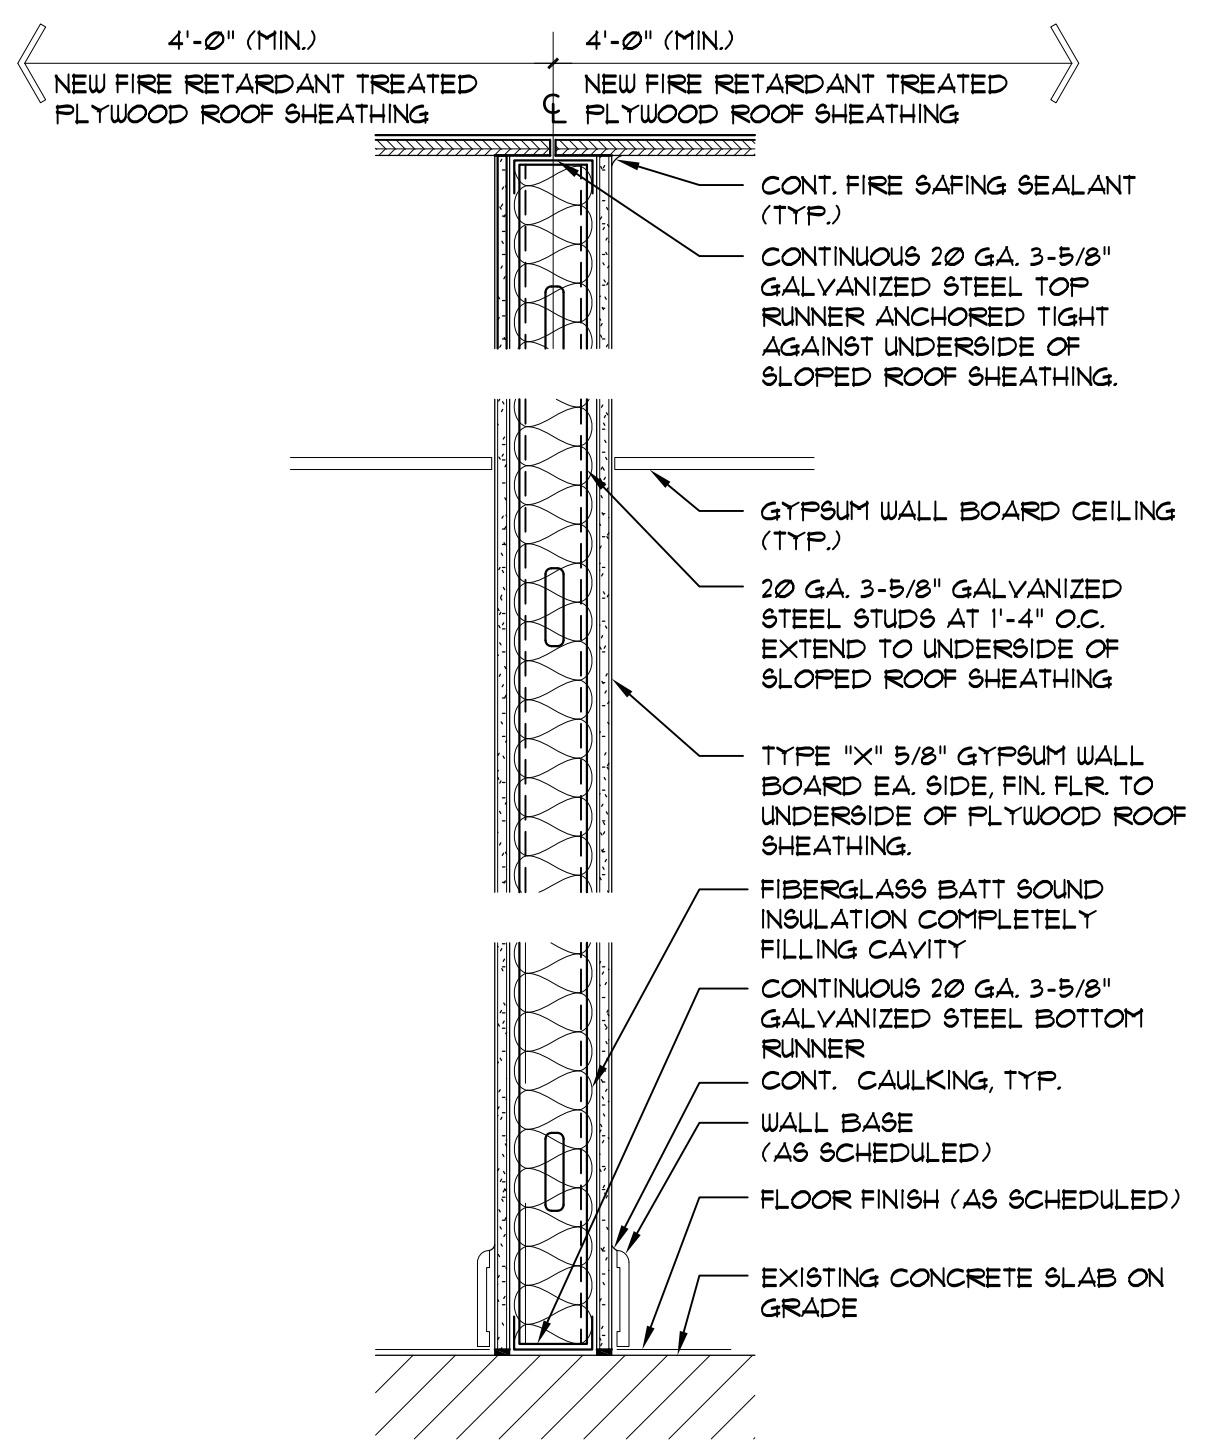 4'-0" (MIN.)
4'-0" (MIN.)
NEW FIRE RETARDANT TREATED
PLYWOOD ROOF SHEATHING
NEW FIRE RETARDANT TREATED
PLYWOOD ROOF SHEATHING
CL
CONT. FIRE SAFING SEALANT
(TYP.)
CONTINUOUS 20 GA. 3-5/8"
GALVANIZED STEEL TOP
RUNNER ANCHORED TIGHT
AGAINST UNDERSIDE OF
SLOPED ROOF SHEATHING.
GYPSUM WALL BOARD CEILING
(TYP.)
20 GA. 3-5/8" GALVANIZED
STEEL STUDS AT 1'-4" O.C.
EXTEND TO UNDERSIDE OF
SLOPED ROOF SHEATHING
TYPE "X" 5/8" GYPSUM WALL
BOARD EA. SIDE, FIN. FLR. TO
UNDERSIDE OF PLYWOOD ROOF
SHEATHING.
FIBERGLASS BATT SOUND
INSULATION COMPLETELY
FILLING CAVITY
CONTINUOUS 20 GA. 3-5/8"
GALVANIZED STEEL BOTTOM
RUNNER
CONT. CAULKING, TYP.
WALL BASE
(AS SCHEDULED)
FLOOR FINISH (AS SCHEDULED)
EXISTING CONCRETE SLAB ON
GRADE